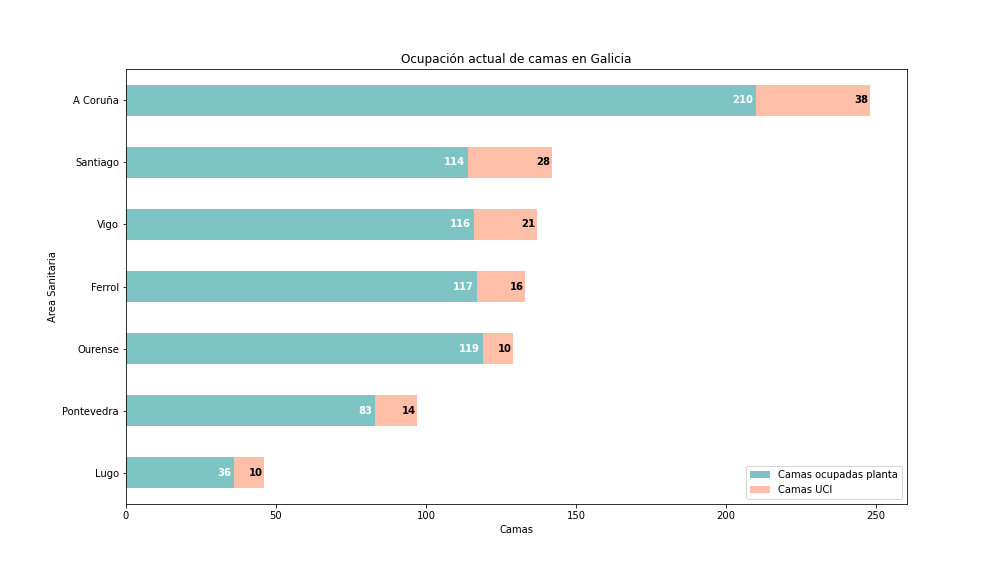 Ocupación actual de camas en Galicia
Area Sanitaria
A Coruña 210 38
Santiago 114 28
Vigo 116 21
Ferrol 117 16
Ourense 119 10
Pontevedra 83 14
Lugo 36 10
Camas ocupadas planta
Camas UCI
0 50 100 150 200 250
Camas